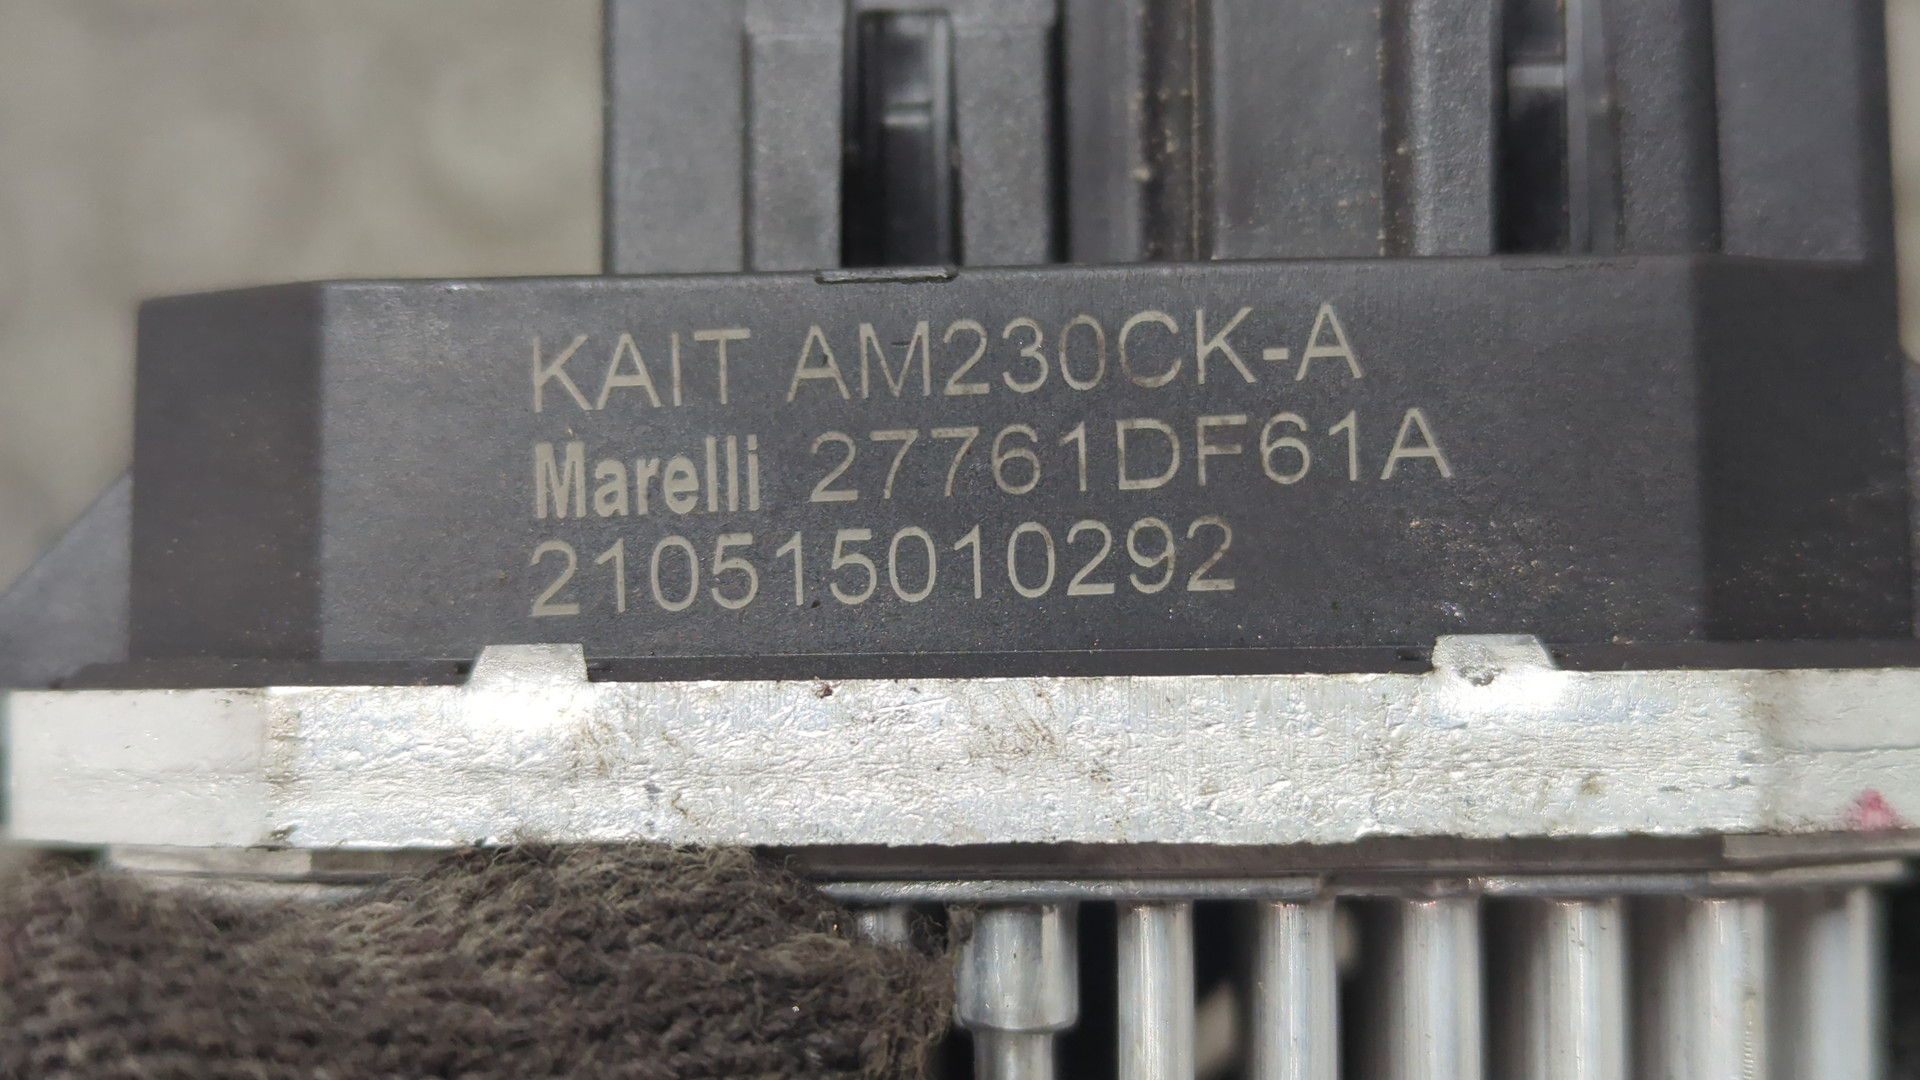 KAIT AM230CK-A
Marelli 27761DF61A
210515010292